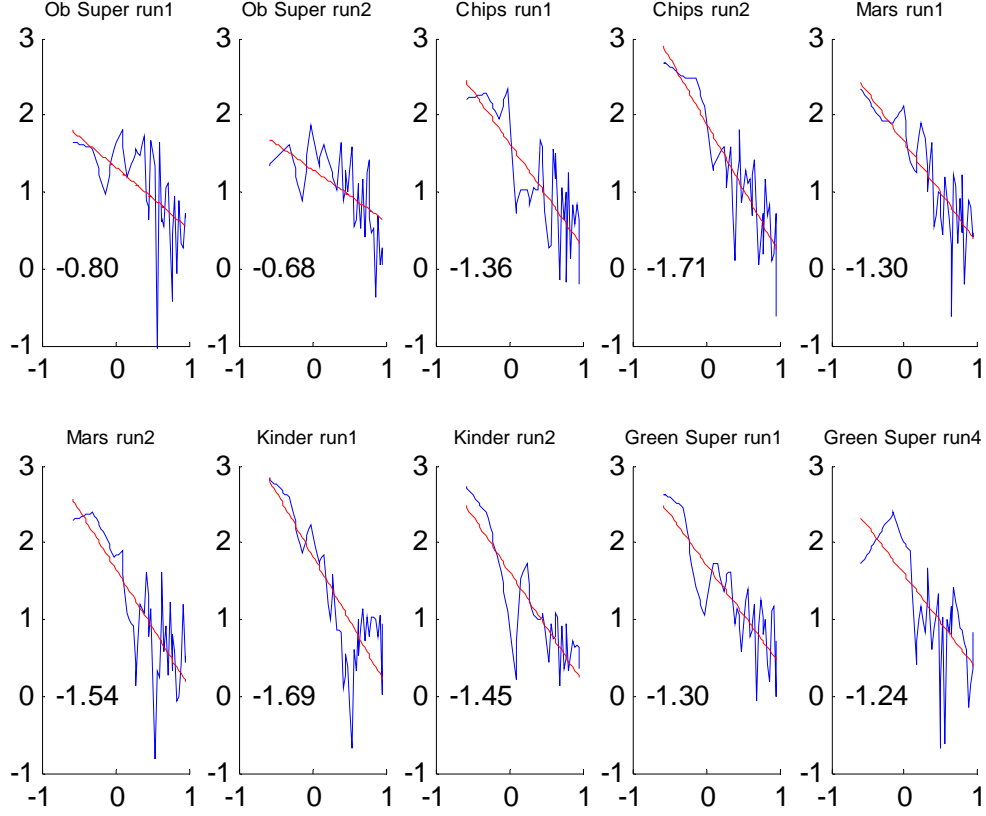 Ob Super run1 Ob Super run2 Chips run1 Chips run2 Mars run1
3 3 3 3 3
2 2 2 2 2
1 1 1 1 1
0 0 0 0 0
-0.80 -0.68 -1.36 -1.71 -1.30
-1 -1 -1 -1 -1
-1 0 1 -1 0 1 -1 0 1 -1 0 1 -1 0 1
Mars run2 Kinder run1 Kinder run2 Green Super run1 Green Super run4
3 3 3 3 3
2 2 2 2 2
1 1 1 1 1
0 0 0 0 0
-1.54 -1.69 -1.45 -1.30 -1.24
-1 -1 -1 -1 -1
-1 0 1 -1 0 1 -1 0 1 -1 0 1 -1 0 1